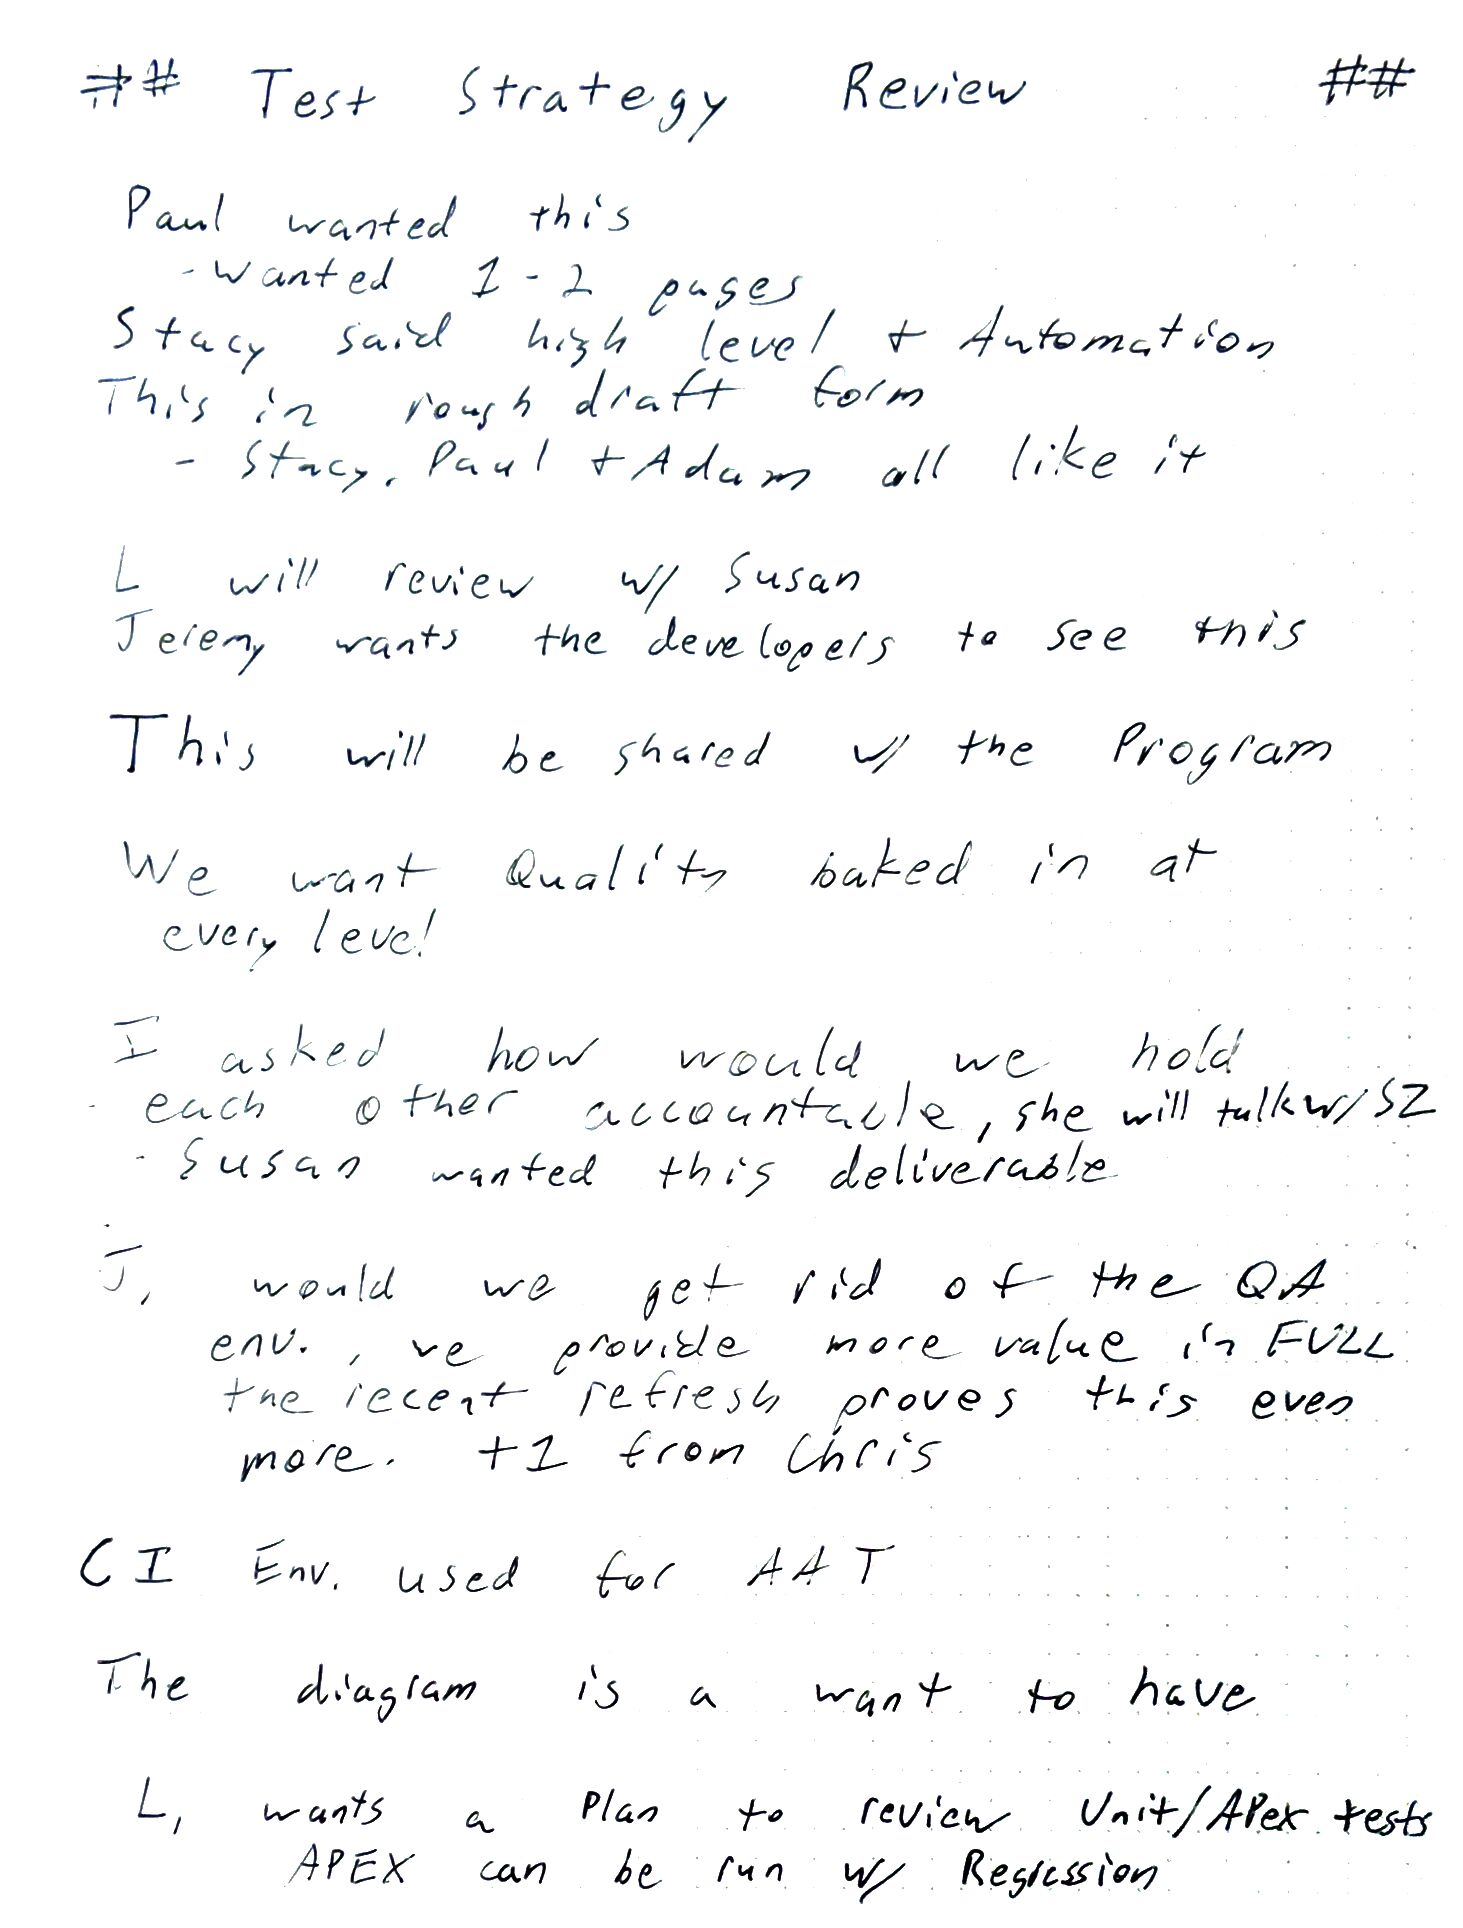 ## Test Strategy Review ##
Paul wanted this
- Wanted 1-2 pages
Stacy said high level + Automation
This in rough draft form
- Stacy, Paul + Adam all like it
L will review w/ Susan
Jeremy wants the developers to see this
This will be shared w/ the Program
We want Quality baked in at
every level
I asked how would we hold
each other accountable, she will talk w/ SZ
- Susan wanted this deliverable
J, would we get rid of the QA
env., we provide more value in FULL
the recent refresh proves this even
more. +1 from Chris
CI Env. used for AAT
The diagram is a want to have
L, wants a Plan to review Unit/APex tests
APEX can be run w/ Regression